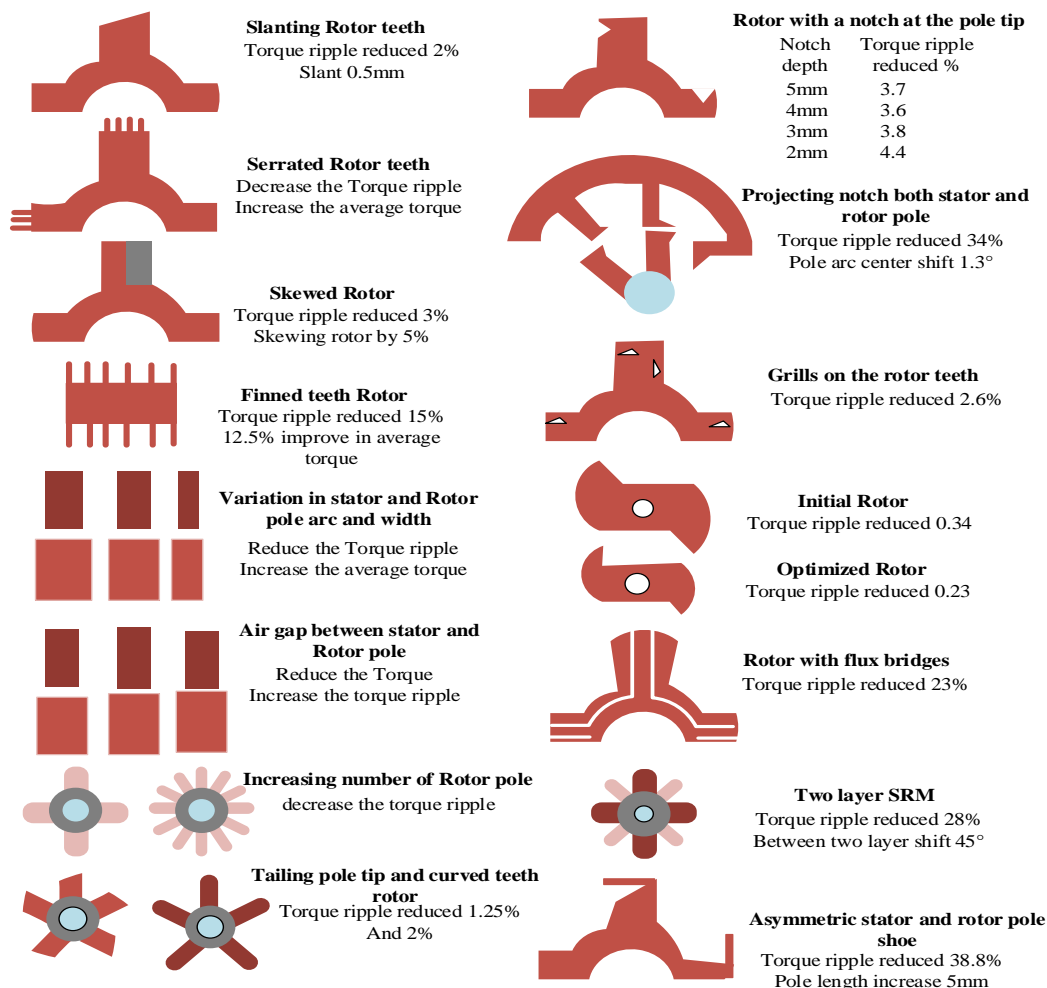 Slanting Rotor teeth
Torque ripple reduced 2%
Slant 0.5mm
Serrated Rotor teeth
Decrease the Torque ripple
Increase the average torque
Skewed Rotor
Torque ripple reduced 3%
Skewing rotor by 5%
Finned teeth Rotor
Torque ripple reduced 15%
12.5% improve in average
torque
Variation in stator and Rotor
pole arc and width
Reduce the Torque ripple
Increase the average torque
Air gap between stator and
Rotor pole
Reduce the Torque
Increase the torque ripple
Increasing number of Rotor pole
decrease the torque ripple
Tailing pole tip and curved teeth
rotor
Torque ripple reduced 1.25%
And 2%
Rotor with a notch at the pole tip
Notch Torque ripple
depth reduced %
5mm 3.7
4mm 3.6
3mm 3.8
2mm 4.4
Projecting notch both stator and
rotor pole
Torque ripple reduced 34%
Pole arc center shift 1.3°
Grills on the rotor teeth
Torque ripple reduced 2.6%
Initial Rotor
Torque ripple reduced 0.34
Optimized Rotor
Torque ripple reduced 0.23
Rotor with flux bridges
Torque ripple reduced 23%
Two layer SRM
Torque ripple reduced 28%
Between two layer shift 45°
Asymmetric stator and rotor pole
shoe
Torque ripple reduced 38.8%
Pole length increase 5mm